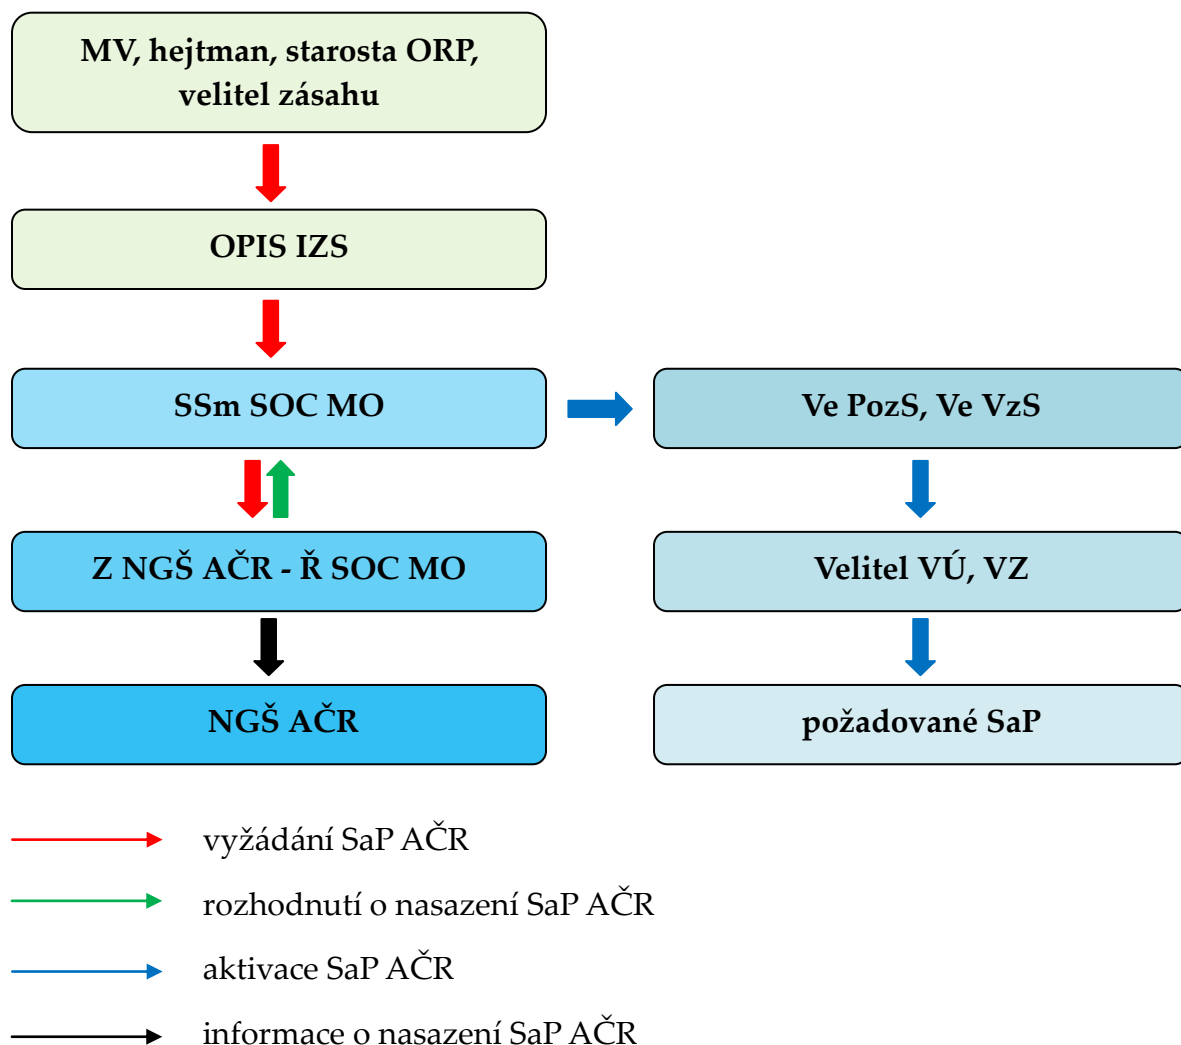 MV, hejtman, starosta ORP,
velitel zásahu
OPIS IZS
SSm SOC MO
Ve PozS, Ve VzS
Z NGŠ AČR - Ř SOC MO
Velitel VÚ, VZ
NGŠ AČR
požadované SaP
vyžádání SaP AČR
rozhodnutí o nasazení SaP AČR
aktivace SaP AČR
informace o nasazení SaP AČR